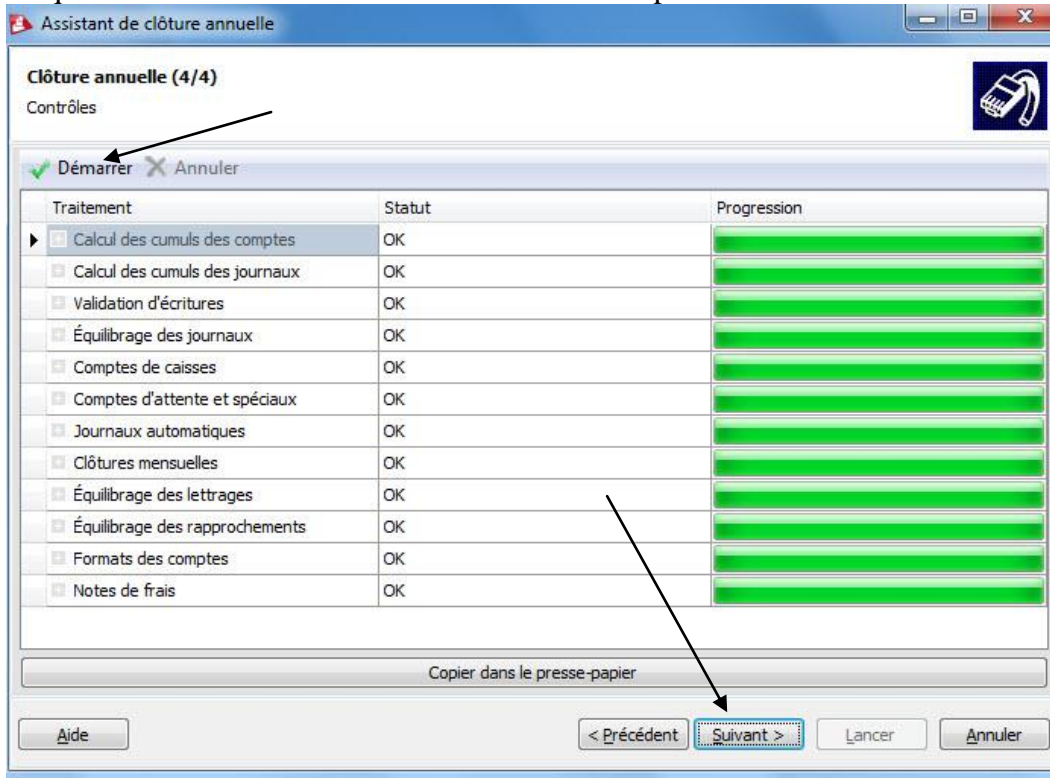 Assistant de clôture annuelle
Clôture annuelle (4/4)
Contrôles
Démarrer Annuler
Traitement Statut Progression
Calcul des cumuls des comptes OK
Calcul des cumuls des journaux OK
Validation d'écritures OK
Équilibrage des journaux OK
Comptes de caisses OK
Comptes d'attente et spéciaux OK
Journaux automatiques OK
Clôtures mensuelles OK
Équilibrage des lettrages OK
Équilibrage des rapprochements OK
Formats des comptes OK
Notes de frais OK
Copier dans le presse-papier
Aide < Précédent Suivant > Lancer Annuler